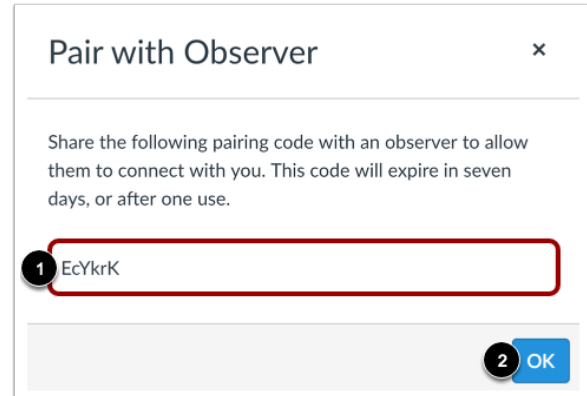 Pair with Observer ×
Share the following pairing code with an observer to allow
them to connect with you. This code will expire in seven
days, or after one use.
1 EcYkrK
2 OK